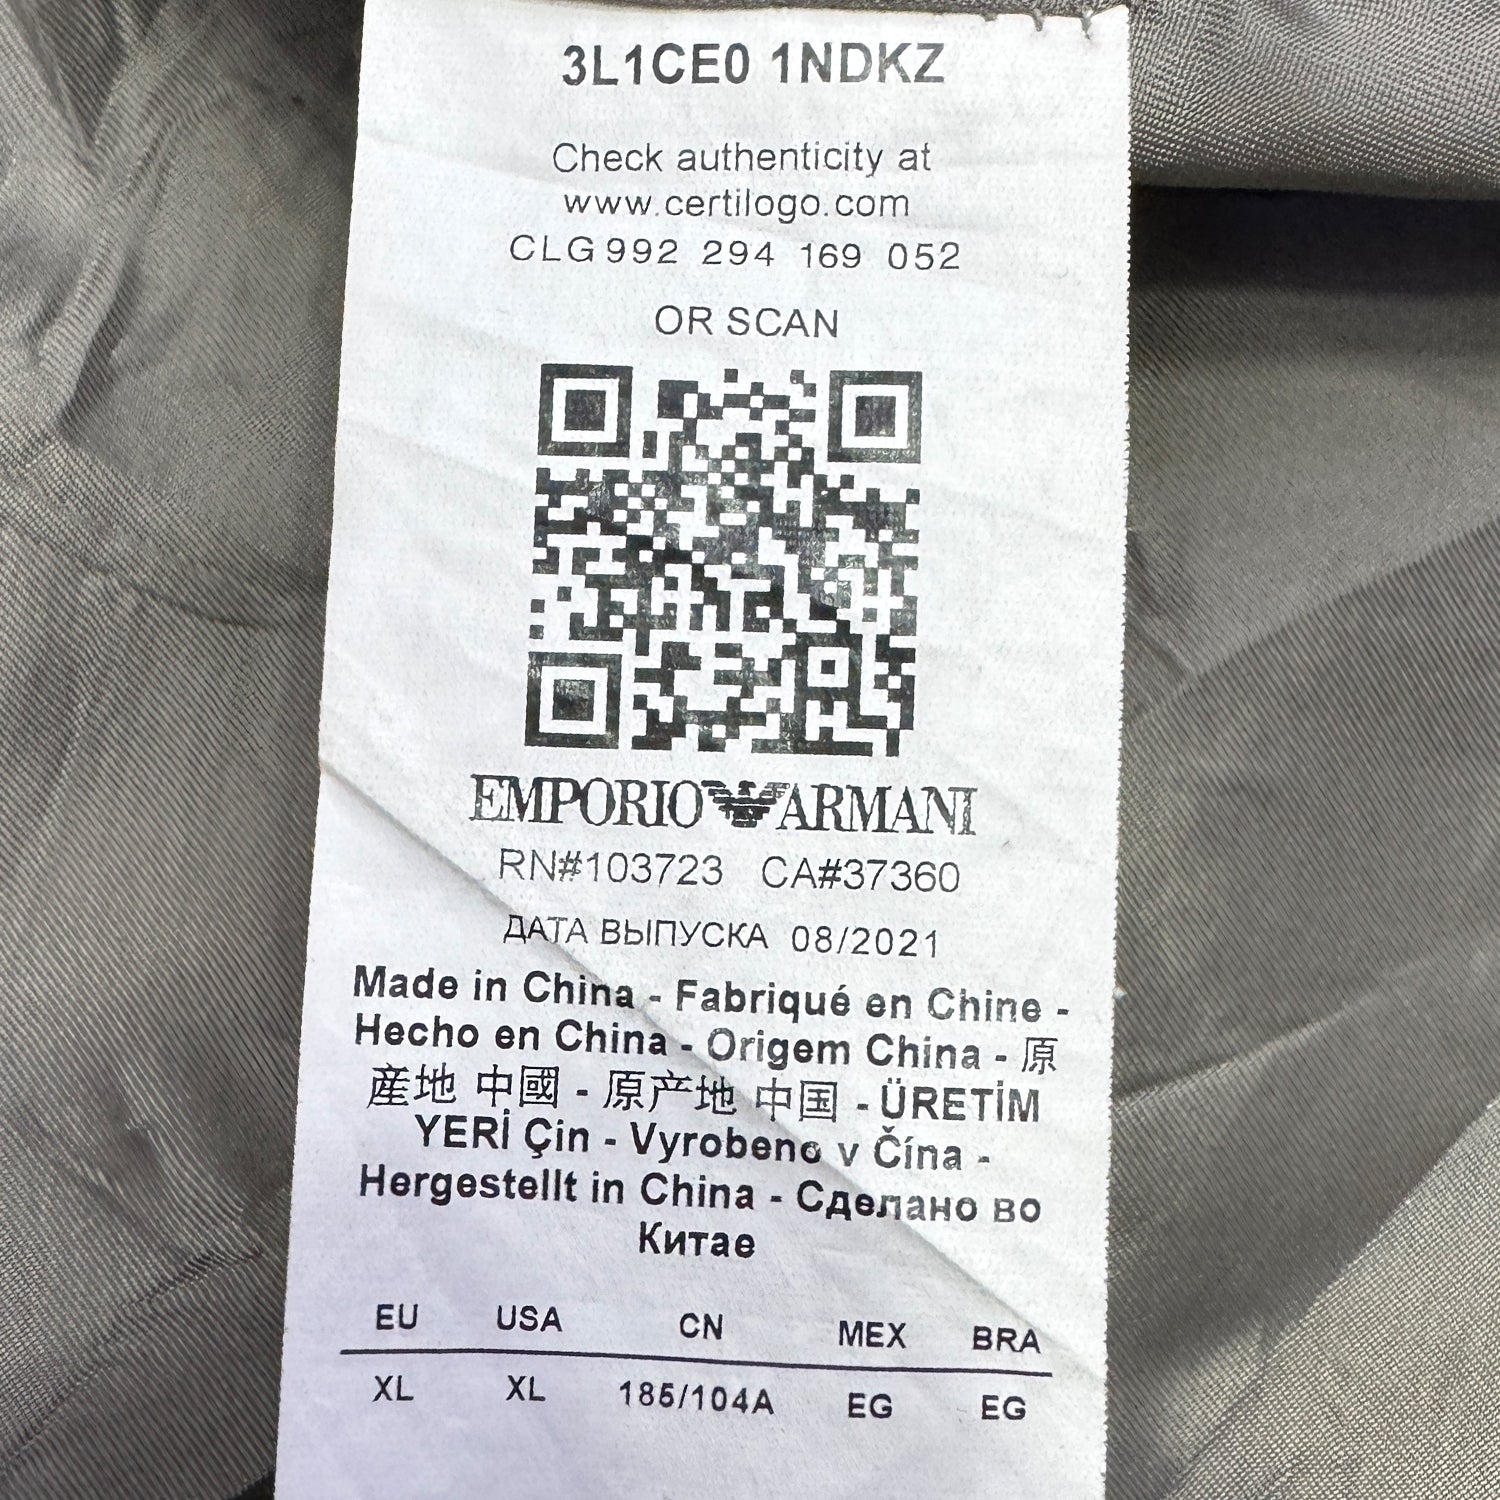 3L1CE0 1NDKZ
Check authenticity at
www.certilogo.com
CLG 992 294 169 052
OR SCAN
EMPORIO ARMANI
RN#103723 CA#37360
ДАТА ВЫПУСКА 08/2021
Made in China - Fabriqué en Chine -
Hecho en China - Origem China - 原
産地 中國 - 原产地 中国 - ÜRETİM
YERİ Çin - Vyrobeno v Čína -
Hergestellt in China - Сделано во
Китае
EU USA CN MEX BRA
XL XL 185/104A EG EG